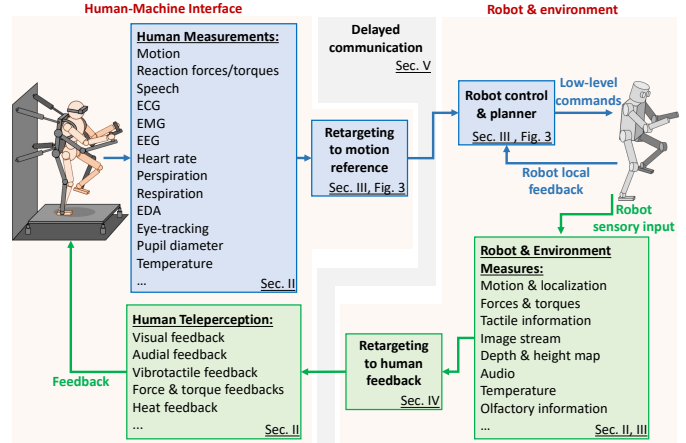 Human-Machine Interface
Robot & environment
Human Measurements:
Motion
Reaction forces/torques
Speech
ECG
EMG
EEG
Heart rate
Perspiration
Respiration
EDA
Eye-tracking
Pupil diameter
Temperature
...
Sec. II
Delayed
communication
Sec. V
Retargeting
to motion
reference
Sec. III, Fig. 3
Robot control
& planner
Sec. III , Fig. 3
Low-level
commands
Robot local
feedback
Robot
sensory input
Robot & Environment
Measures:
Motion & localization
Forces & torques
Tactile information
Image stream
Depth & height map
Audio
Temperature
Olfactory information
...
Sec. II, III
Retargeting
to human
feedback
Sec. IV
Human Teleperception:
Visual feedback
Audial feedback
Vibrotactile feedback
Force & torque feedbacks
Heat feedback
...
Sec. II
Feedback